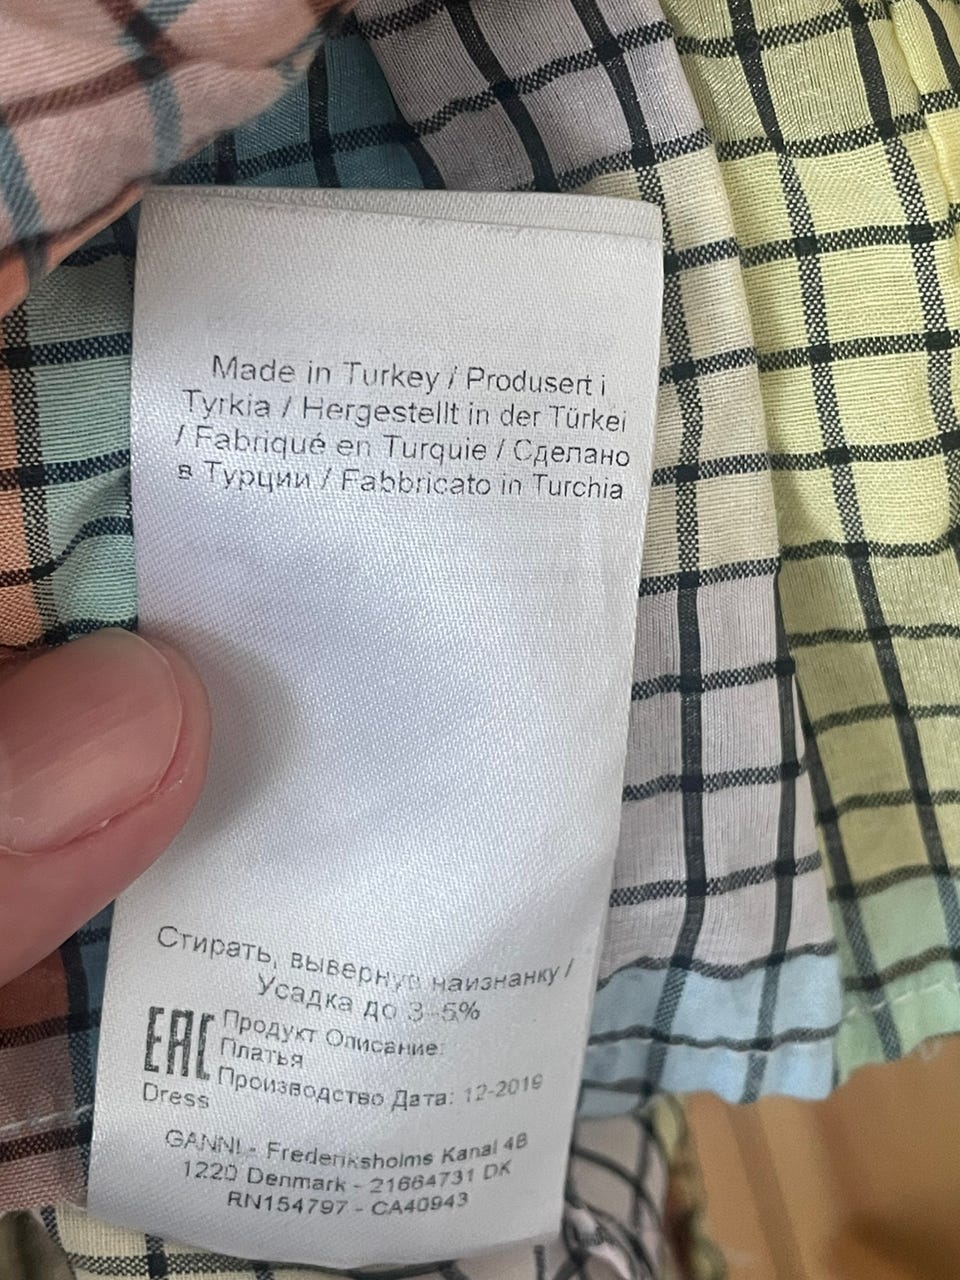 Made in Turkey / Produsert i
Tyrkia / Hergestellt in der Türkei
/ Fabriqué en Turquie / Сделано
в Турции / Fabbricato in Turchia
Стирать, вывернув наизнанку /
Усадка до 3-5%
EAC
Продукт Описание:
Платья
Производство Дата: 12-2019
Dress
GANNI - Frederiksholms Kanal 4B
1220 Denmark - 21664731 DK
RN154797 - CA40943